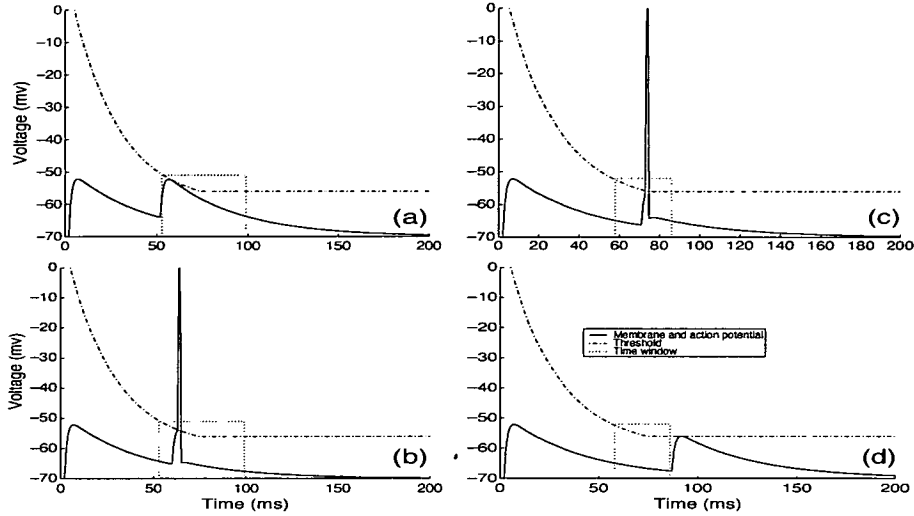 0
−10
−20
−30
−40
−50
−60
−70
Voltage (mv)
0 50 100 150 200
(a)
0
−10
−20
−30
−40
−50
−60
−70
0 20 40 60 80 100 120 140 160 180 200
(c)
0
−10
−20
−30
−40
−50
−60
−70
Voltage (mv)
0 50 100 150 200
Time (ms)
(b)
0
−10
−20
−30
−40
−50
−60
−70
Membrane and action potential
Threshold
Time window
0 50 100 150 200
Time (ms)
(d)